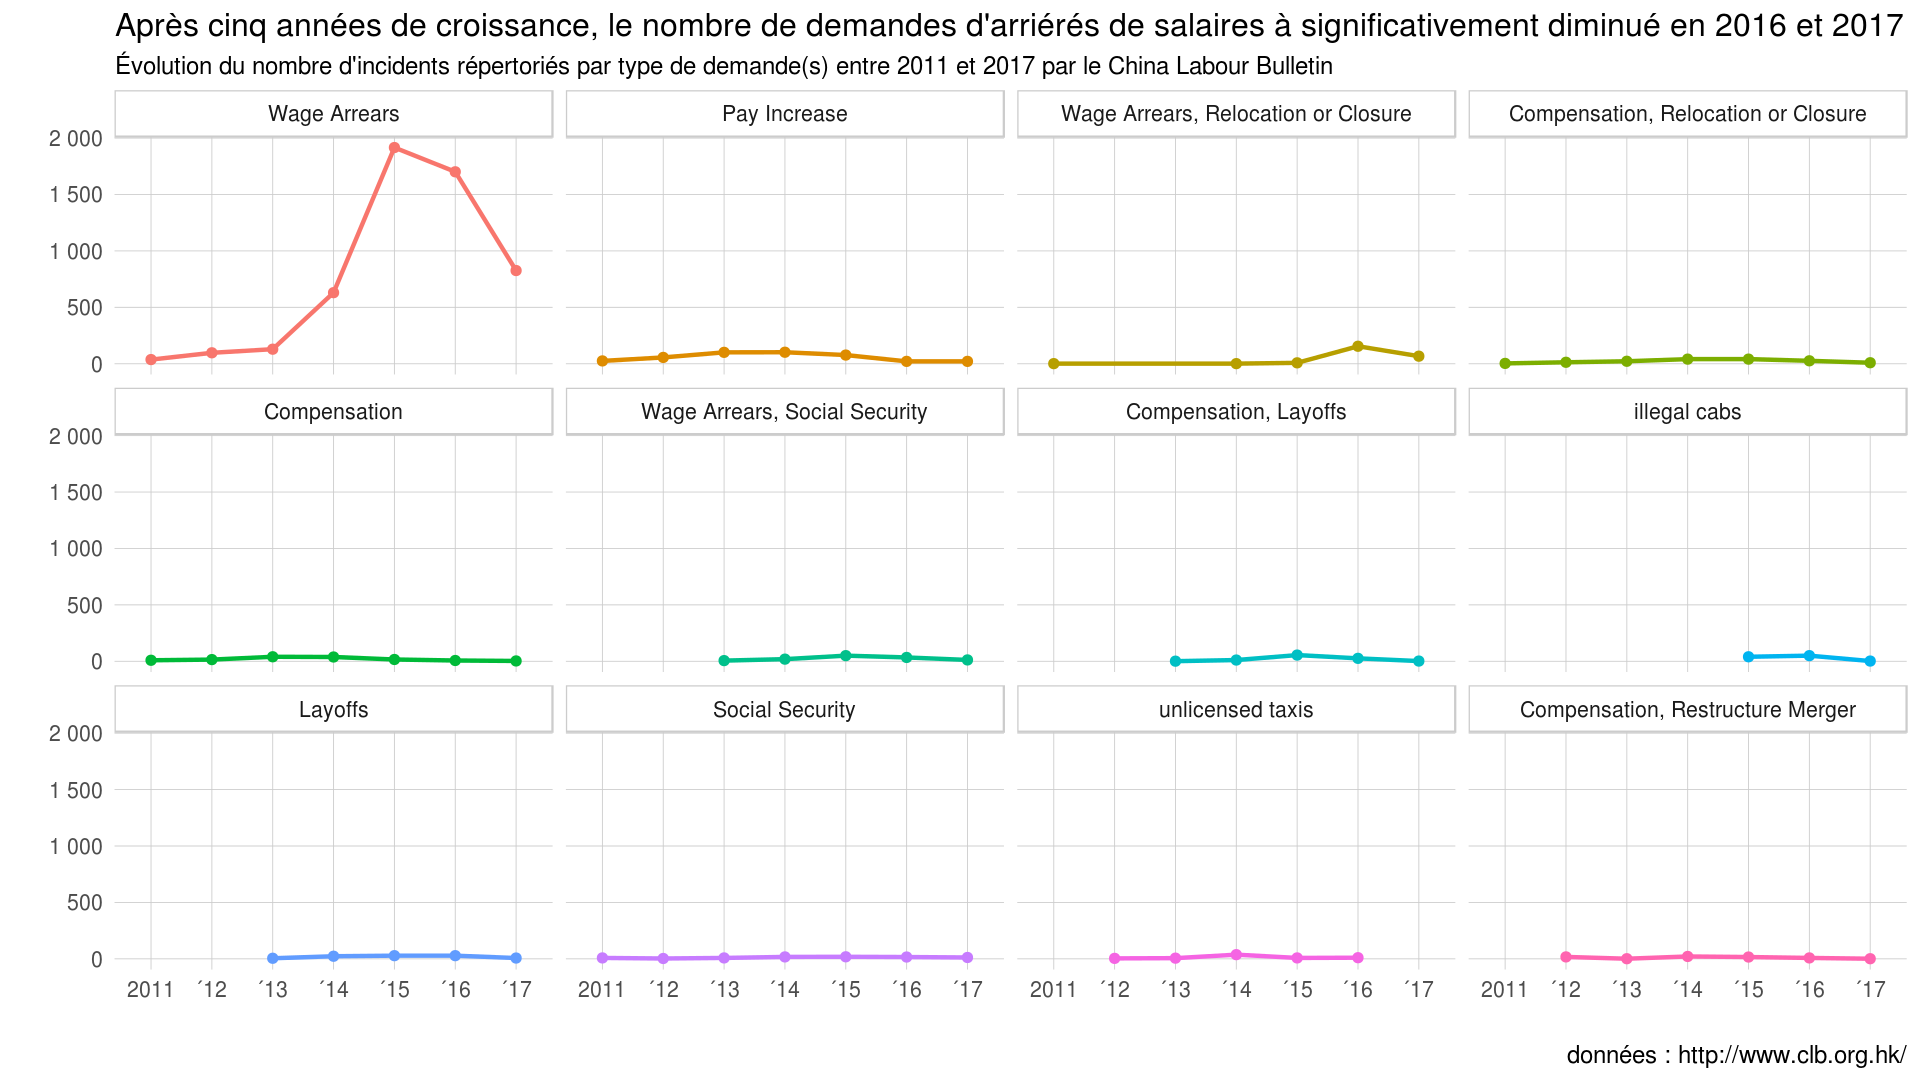 Après cinq années de croissance, le nombre de demandes d'arriérés de salaires à significativement diminué en 2016 et 2017
Évolution du nombre d'incidents répertoriés par type de demande(s) entre 2011 et 2017 par le China Labour Bulletin
Wage Arrears
Pay Increase
Wage Arrears, Relocation or Closure
Compensation, Relocation or Closure
2 000
1 500
1 000
500
0
Compensation
Wage Arrears, Social Security
Compensation, Layoffs
illegal cabs
2 000
1 500
1 000
500
0
Layoffs
Social Security
unlicensed taxis
Compensation, Restructure Merger
2 000
1 500
1 000
500
0
2011 ´12 ´13 ´14 ´15 ´16 ´17
2011 ´12 ´13 ´14 ´15 ´16 ´17
2011 ´12 ´13 ´14 ´15 ´16 ´17
2011 ´12 ´13 ´14 ´15 ´16 ´17
données : http://www.clb.org.hk/